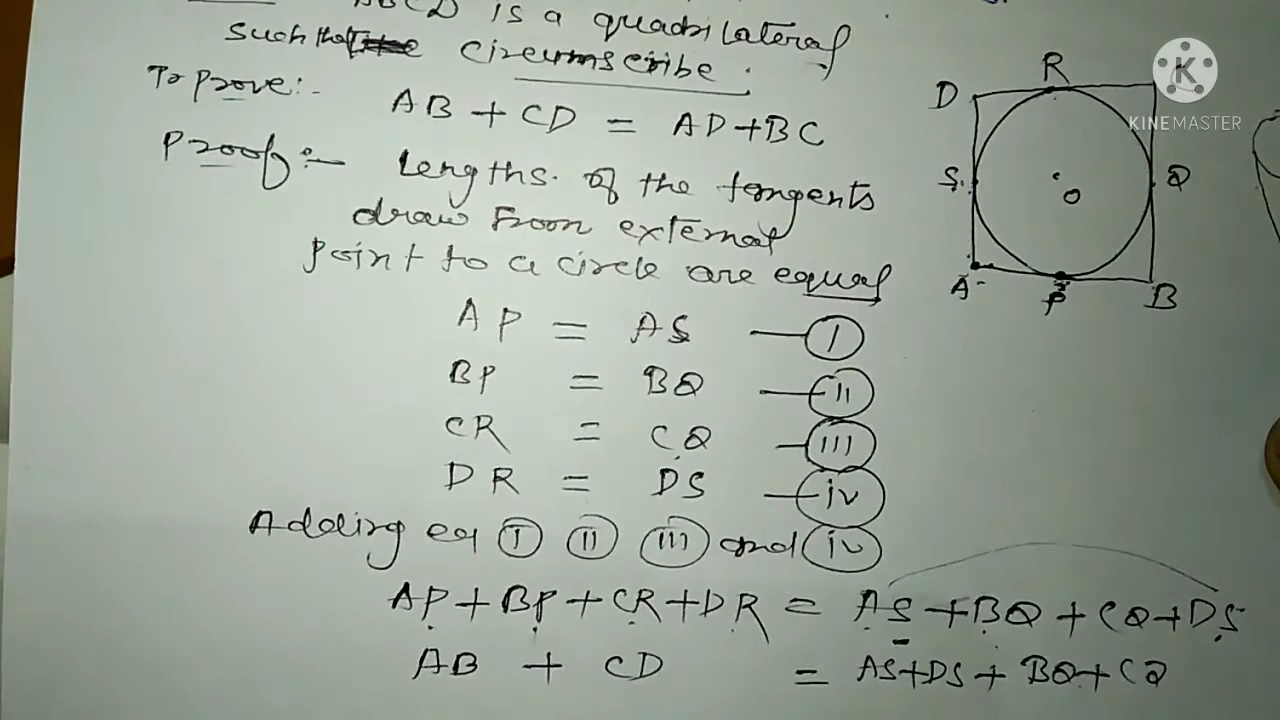 ABCD is a quadrilateral
such that circumscribe.
To prove:-
AB + CD = AD+BC
Proof :- Lengths. of the tangents
draw from external
point to a circle are equal
AP = AS — I
BP = BQ — II
CR = CQ — III
DR = DS — iv
Adding eq I II III and iv
AP+BP+CR+DR = AS+BQ+CQ+DS
AB + CD = AS+DS+BQ+CQ
R
D
K
KINEMASTER
S
O
Q
A
P
B